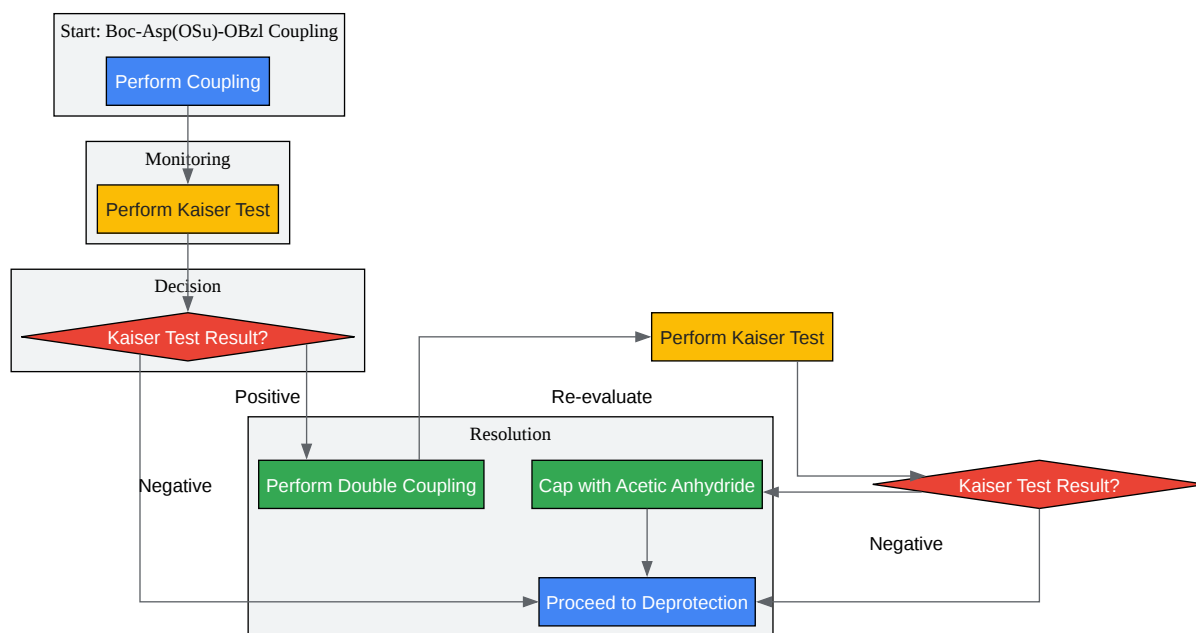 Start: Boc-Asp(OSu)-OBzl Coupling
Perform Coupling
Monitoring
Perform Kaiser Test
Decision
Kaiser Test Result?
Perform Kaiser Test
Positive
Re-evaluate
Resolution
Perform Double Coupling
Cap with Acetic Anhydride
Kaiser Test Result?
Negative
Negative
Proceed to Deprotection